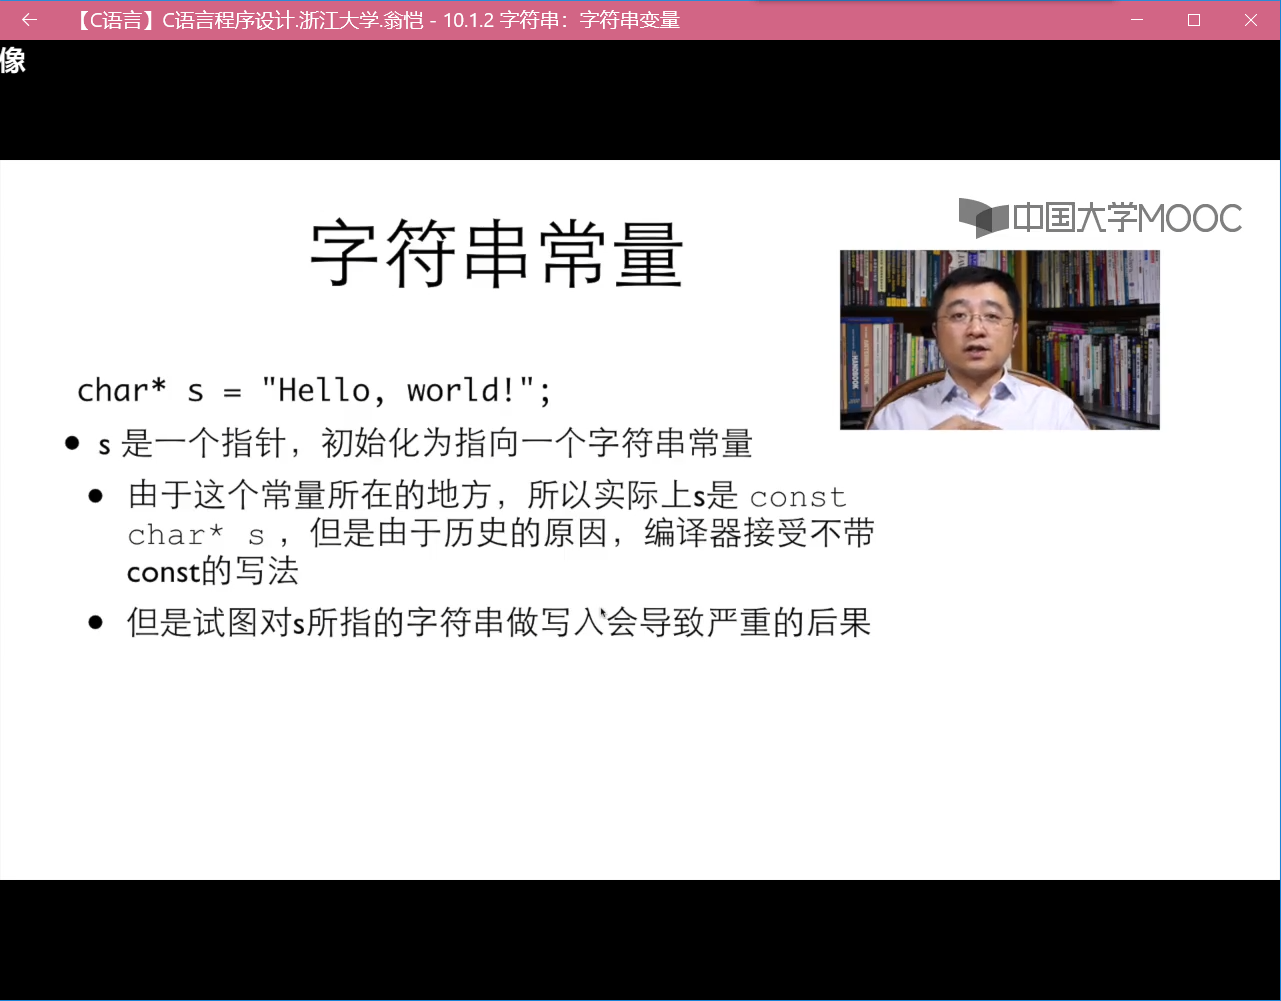 【C语言】C语言程序设计.浙江大学.翁恺 - 10.1.2 字符串：字符串变量
像
中国大学MOOC
字符串常量
char* s = "Hello, world!";
● s 是一个指针，初始化为指向一个字符串常量
● 由于这个常量所在的地方，所以实际上s是 const
char* s ，但是由于历史的原因，编译器接受不带
const的写法
● 但是试图对s所指的字符串做写入会导致严重的后果
HANDBOOK